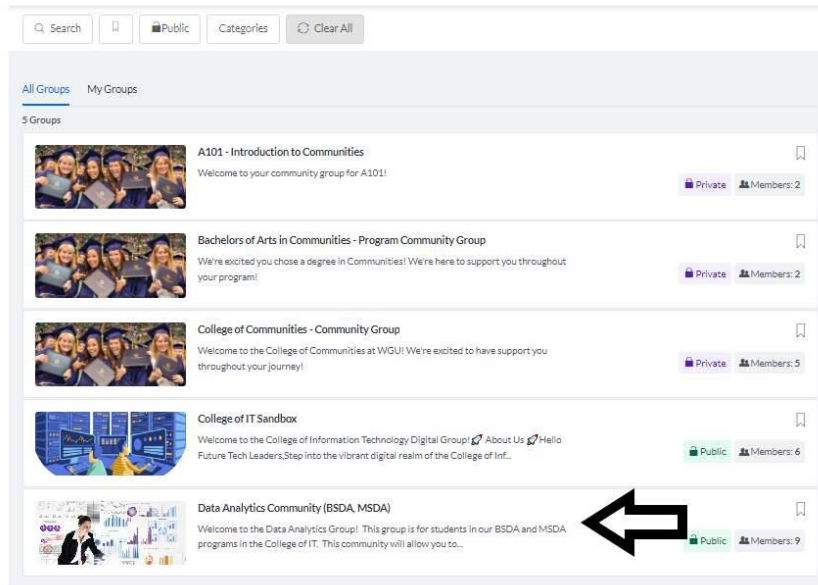 Search
Public
Categories
Clear All
All Groups My Groups
5 Groups
A101 - Introduction to Communities
Welcome to your community group for A101!
Private Members: 2
Bachelors of Arts in Communities - Program Community Group
We're excited you chose a degree in Communities! We're here to support you throughout
your program!
Private Members: 2
College of Communities - Community Group
Welcome to the College of Communities at WGU! We're excited to have support you
throughout your journey!
Private Members: 5
College of IT Sandbox
Welcome to the College of Information Technology Digital Group!🚀 About Us 🚀Hello
Future Tech Leaders,Step into the vibrant digital realm of the College of Inf...
Public Members: 6
Data Analytics Community (BSDA, MSDA)
Welcome to the Data Analytics Group! This group is for students in our BSDA and MSDA
programs in the College of IT. This community will allow you to...
Public Members: 9